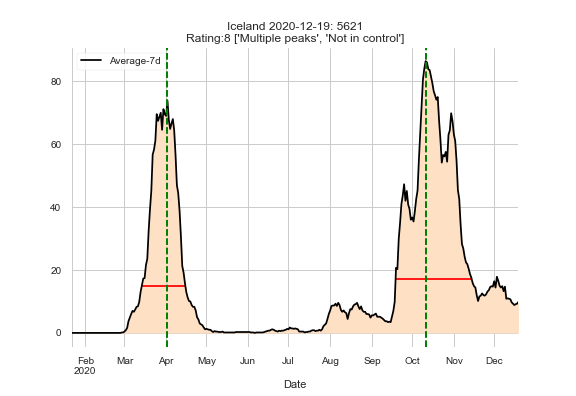 Iceland 2020-12-19: 5621
Rating:8 ['Multiple peaks', 'Not in control']
Average-7d
80
60
40
20
0
Feb Mar Apr May Jun Jul Aug Sep Oct Nov Dec
2020
Date